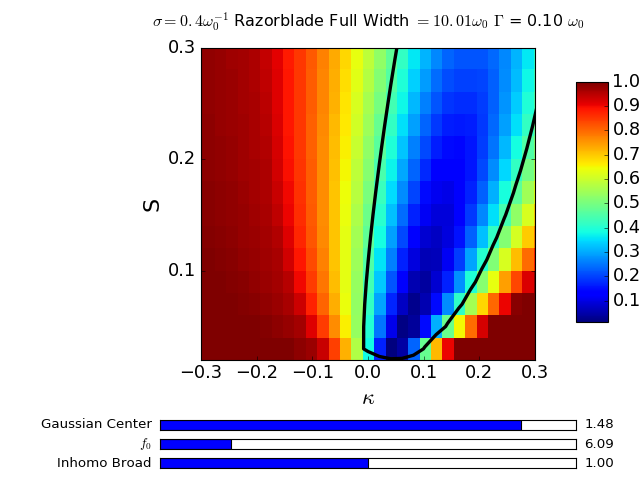 σ = 0.4ω₀⁻¹ Razorblade Full Width = 10.01ω₀ Γ = 0.10 ω₀
0.3
0.2
0.1
S
−0.3 −0.2 −0.1 0.0 0.1 0.2 0.3
κ
1.0
0.9
0.8
0.7
0.6
0.5
0.4
0.3
0.2
0.1
Gaussian Center 1.48
f₀ 6.09
Inhomo Broad 1.00